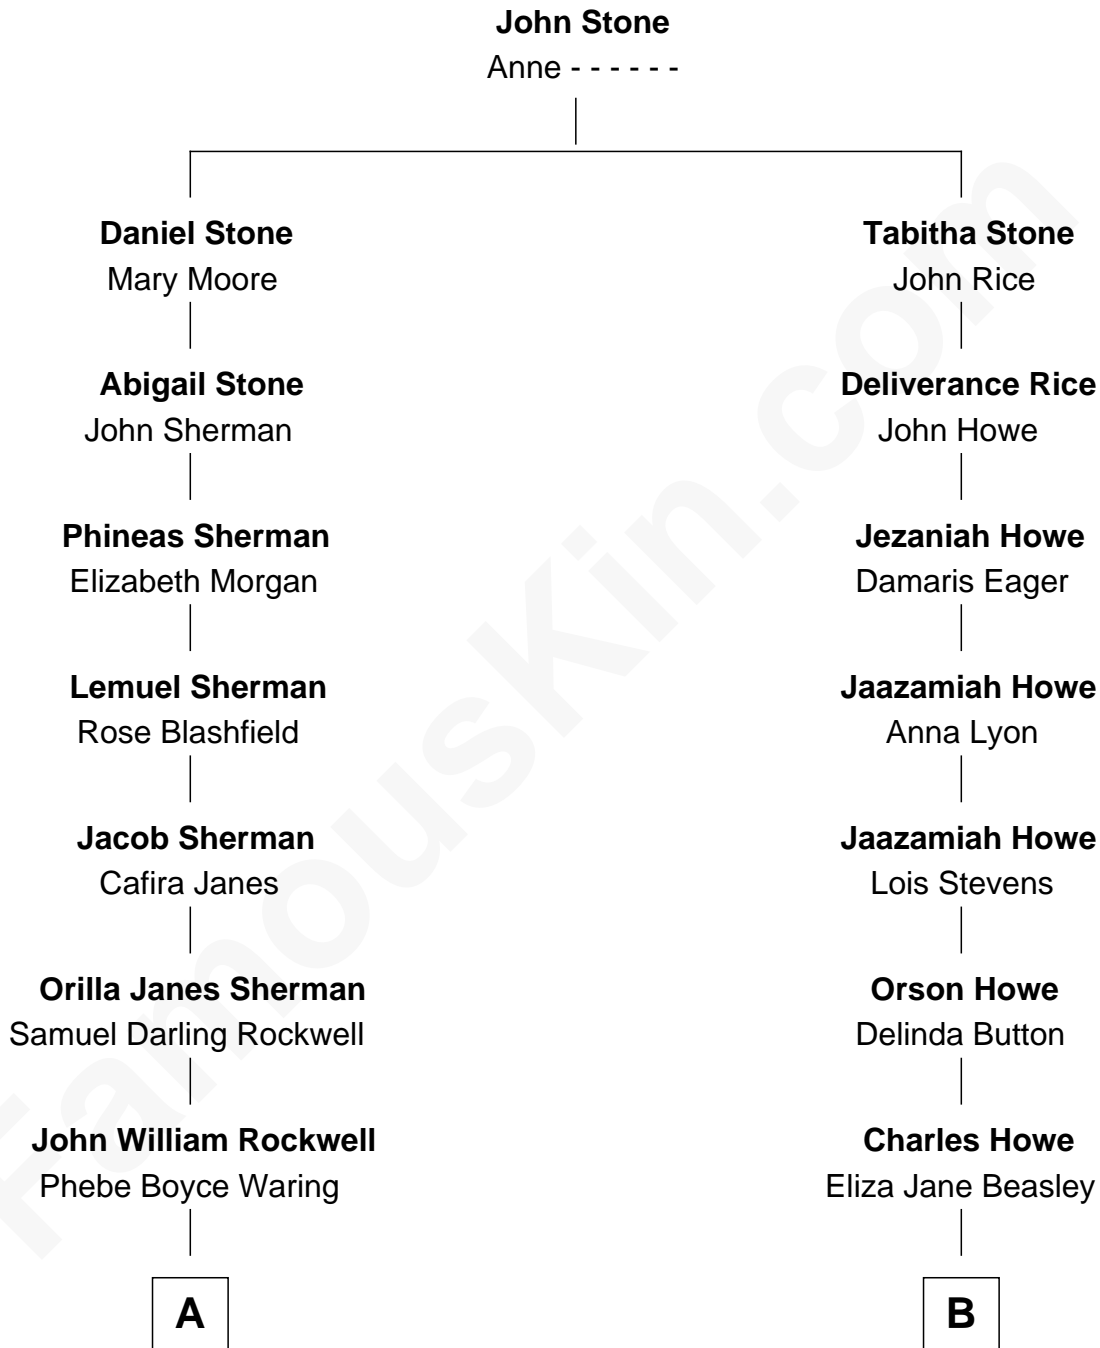 John Stone
Anne - - - - - -
Daniel Stone
Mary Moore
Tabitha Stone
John Rice
Abigail Stone
John Sherman
Deliverance Rice
John Howe
Phineas Sherman
Elizabeth Morgan
Jezaniah Howe
Damaris Eager
Lemuel Sherman
Rose Blashfield
Jaazamiah Howe
Anna Lyon
Jacob Sherman
Cafira Janes
Jaazamiah Howe
Lois Stevens
Orilla Janes Sherman
Samuel Darling Rockwell
Orson Howe
Delinda Button
John William Rockwell
Phebe Boyce Waring
Charles Howe
Eliza Jane Beasley
A
B
FamousKin.com